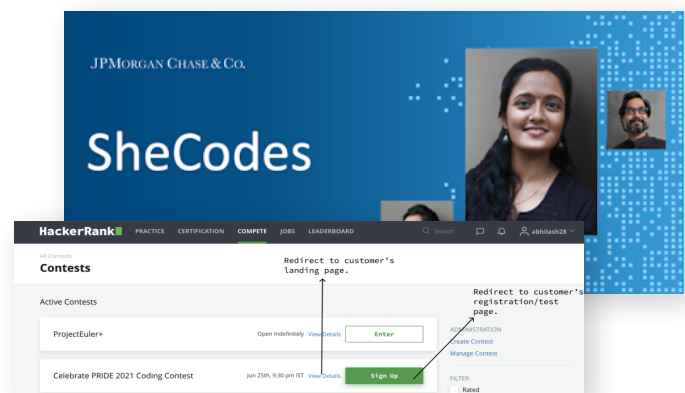 JPMORGAN CHASE & CO.
SheCodes
HackerRank PRACTICE CERTIFICATION COMPETE JOBS LEADERBOARD Search abhilash28
All Contests
Contests
Redirect to customer's
landing page.
Redirect to customer's
registration/test
page.
Active Contests
ProjectEuler+ Open Indefinitely View Details Enter
ADMINISTRATION
Create Contest
Manage Contest
Celebrate PRIDE 2021 Coding Contest Jun 25th, 9:30 pm IST View Details Sign Up
FILTER
Rated